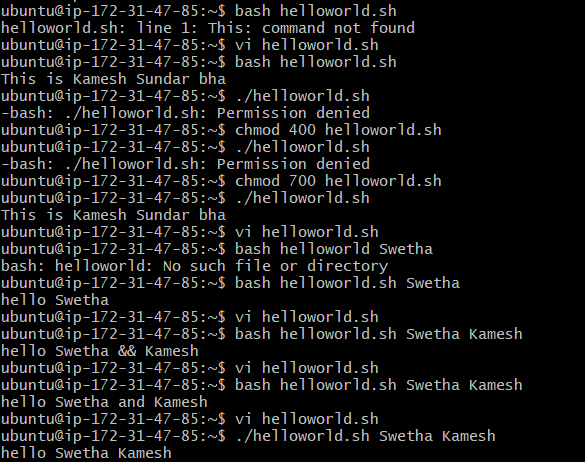 ubuntu@ip-172-31-47-85:~$ bash helloworld.sh
helloworld.sh: line 1: This: command not found
ubuntu@ip-172-31-47-85:~$ vi helloworld.sh
ubuntu@ip-172-31-47-85:~$ bash helloworld.sh
This is Kamesh Sundar bha
ubuntu@ip-172-31-47-85:~$ ./helloworld.sh
-bash: ./helloworld.sh: Permission denied
ubuntu@ip-172-31-47-85:~$ chmod 400 helloworld.sh
ubuntu@ip-172-31-47-85:~$ ./helloworld.sh
-bash: ./helloworld.sh: Permission denied
ubuntu@ip-172-31-47-85:~$ chmod 700 helloworld.sh
ubuntu@ip-172-31-47-85:~$ ./helloworld.sh
This is Kamesh Sundar bha
ubuntu@ip-172-31-47-85:~$ vi helloworld.sh
ubuntu@ip-172-31-47-85:~$ bash helloworld Swetha
bash: helloworld: No such file or directory
ubuntu@ip-172-31-47-85:~$ bash helloworld.sh Swetha
hello Swetha
ubuntu@ip-172-31-47-85:~$ vi helloworld.sh
ubuntu@ip-172-31-47-85:~$ bash helloworld.sh Swetha Kamesh
hello Swetha && Kamesh
ubuntu@ip-172-31-47-85:~$ vi helloworld.sh
ubuntu@ip-172-31-47-85:~$ bash helloworld.sh Swetha Kamesh
hello Swetha and Kamesh
ubuntu@ip-172-31-47-85:~$ vi helloworld.sh
ubuntu@ip-172-31-47-85:~$ ./helloworld.sh Swetha Kamesh
hello Swetha Kamesh